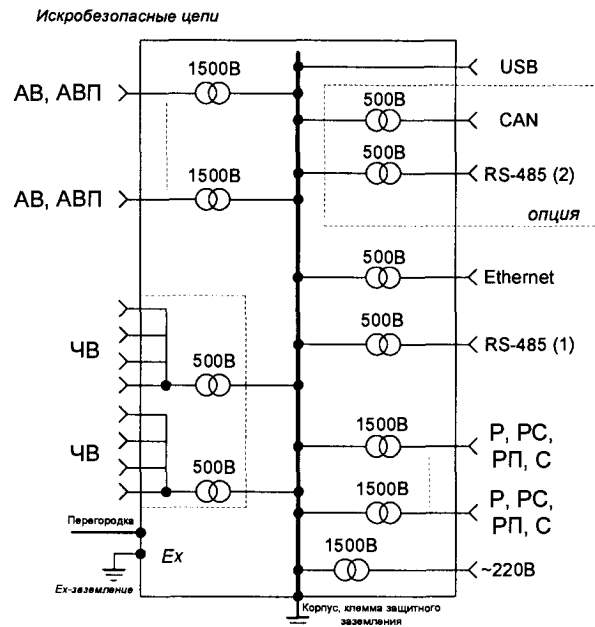 Искробезопасные цепи
1500В
USB
АВ, АВП
500В
CAN
500В
1500В
RS-485 (2)
АВ, АВП
опция
500В
Ethernet
500В
RS-485 (1)
ЧВ
500В
1500В
Р, РС,
РП, С
ЧВ
500В
1500В
Р, РС,
РП, С
Перегородка
1500В
Ex
~220В
Ex-заземление
Корпус, клемма защитного
заземления